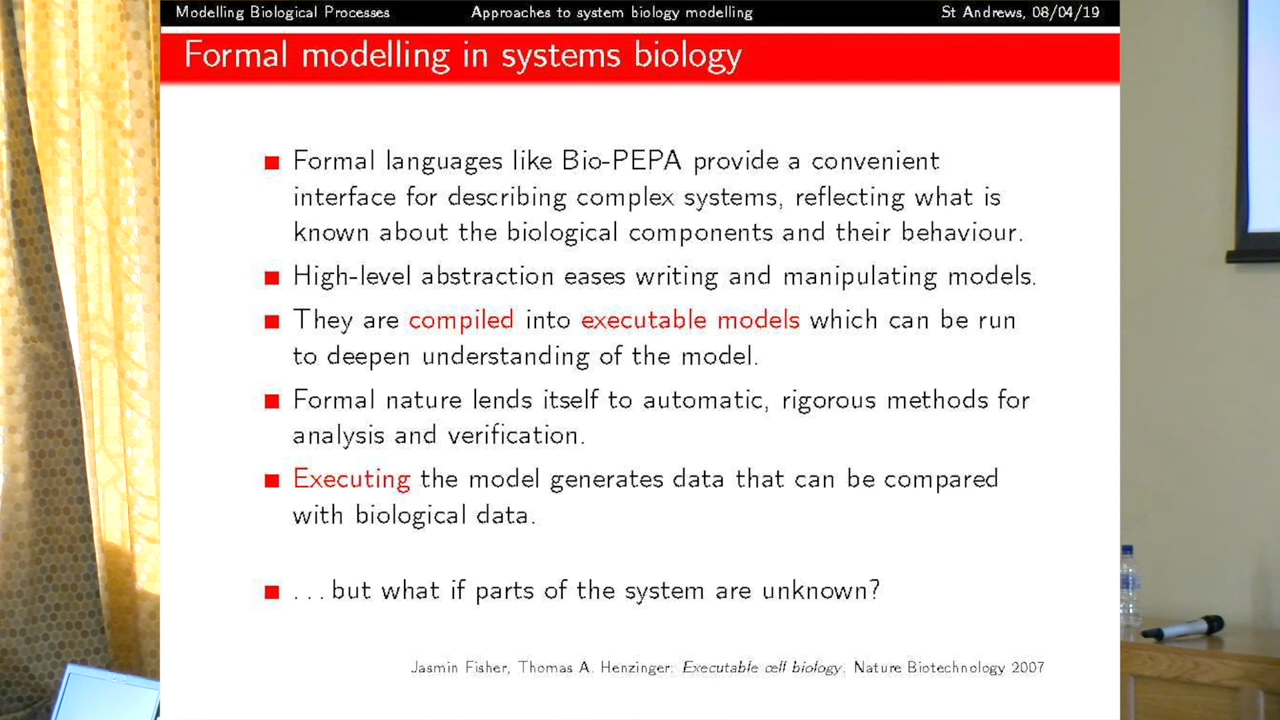 Modelling Biological Processes
Approaches to system biology modelling
St Andrews, 08/04/19
Formal modelling in systems biology
Formal languages like Bio-PEPA provide a convenient
interface for describing complex systems, reflecting what is
known about the biological components and their behaviour.
High-level abstraction eases writing and manipulating models.
They are compiled into executable models which can be run
to deepen understanding of the model.
Formal nature lends itself to automatic, rigorous methods for
analysis and verification.
Executing the model generates data that can be compared
with biological data.
...but what if parts of the system are unknown?
Jasmin Fisher, Thomas A. Henzinger. Executable cell biology. Nature Biotechnology 2007